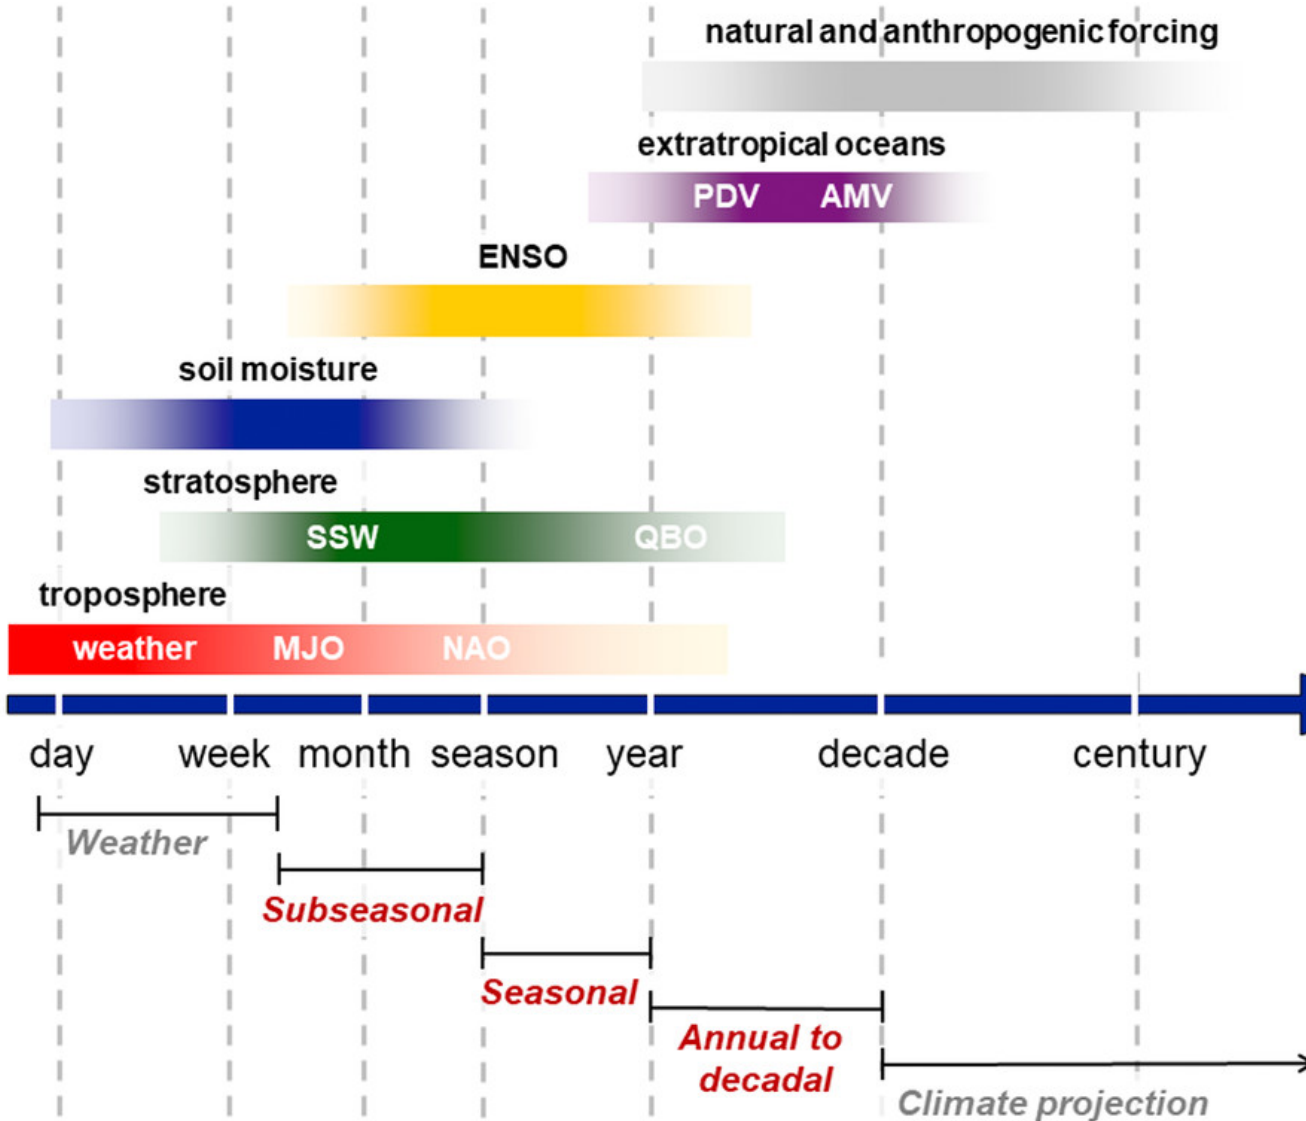 natural and anthropogenic forcing
extratropical oceans
PDV AMV
ENSO
soil moisture
stratosphere
SSW QBO
troposphere
weather MJO NAO
day week month season year decade century
Weather
Subseasonal
Seasonal
Annual to
decadal
Climate projection